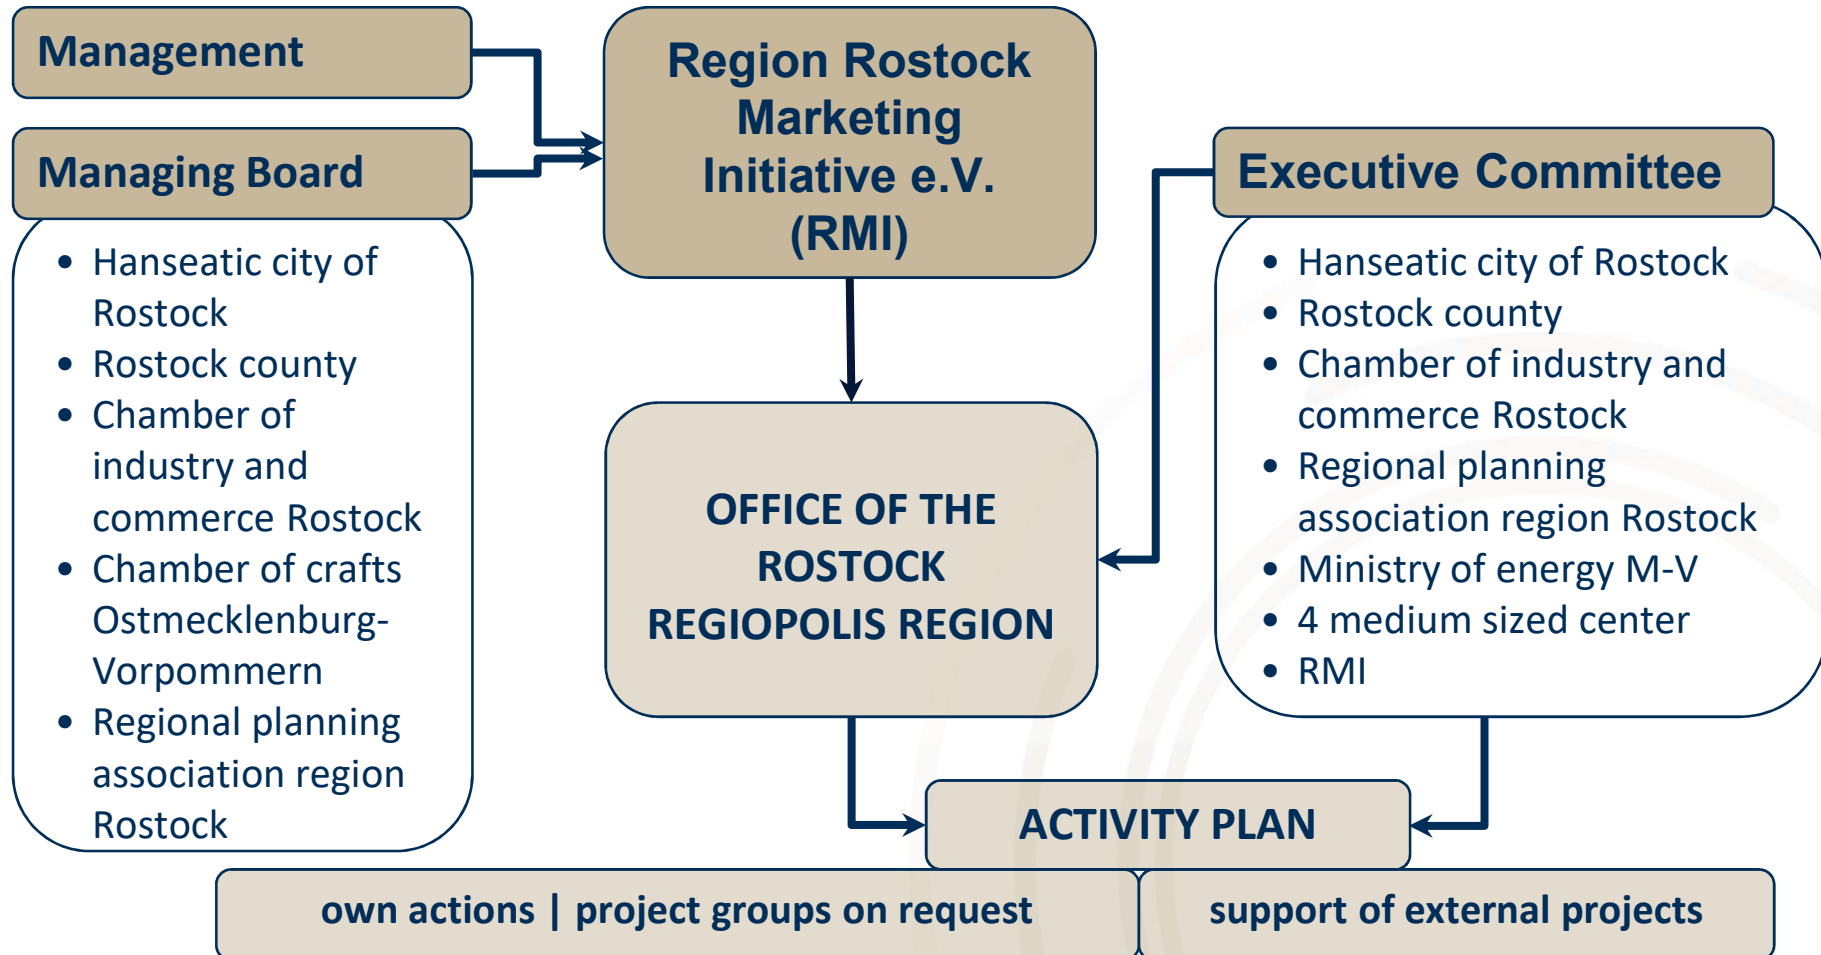 Management
Managing Board
• Hanseatic city of
Rostock
• Rostock county
• Chamber of
industry and
commerce Rostock
• Chamber of crafts
Ostmecklenburg-
Vorpommern
• Regional planning
association region
Rostock
Region Rostock
Marketing
Initiative e.V.
(RMI)
OFFICE OF THE
ROSTOCK
REGIOPOLIS REGION
Executive Committee
• Hanseatic city of Rostock
• Rostock county
• Chamber of industry and
commerce Rostock
• Regional planning
association region Rostock
• Ministry of energy M-V
• 4 medium sized center
• RMI
ACTIVITY PLAN
own actions | project groups on request
support of external projects